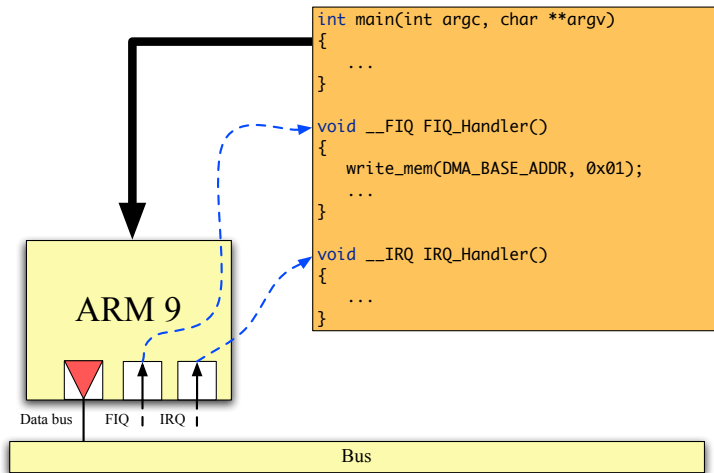 int main(int argc, char **argv)
{
...
}
void __FIQ FIQ_Handler()
{
write_mem(DMA_BASE_ADDR, 0x01);
...
}
void __IRQ IRQ_Handler()
{
...
}
ARM 9
Data bus
FIQ
IRQ
Bus